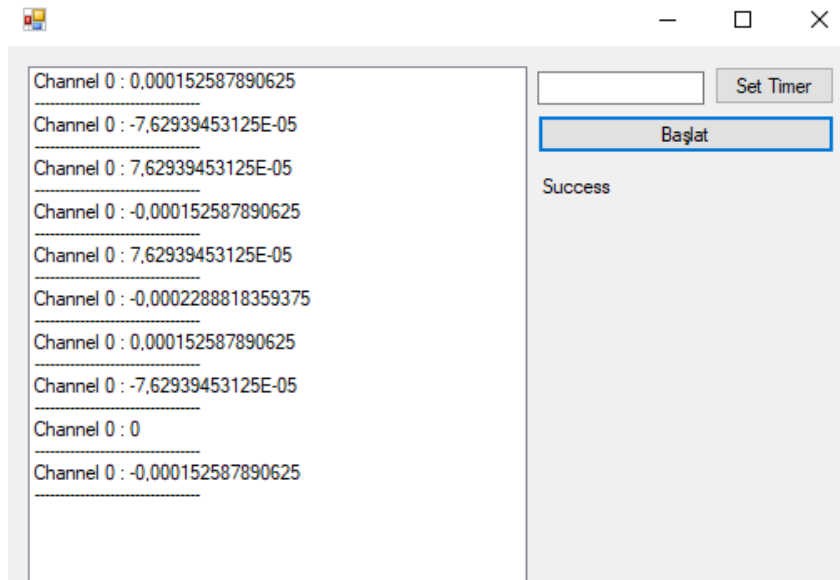 Channel 0 : 0,000152587890625
---------------------------------
Channel 0 : -7,62939453125E-05
---------------------------------
Channel 0 : 7,62939453125E-05
---------------------------------
Channel 0 : -0,000152587890625
---------------------------------
Channel 0 : 7,62939453125E-05
---------------------------------
Channel 0 : -0,0002288818359375
---------------------------------
Channel 0 : 0,000152587890625
---------------------------------
Channel 0 : -7,62939453125E-05
---------------------------------
Channel 0 : 0
---------------------------------
Channel 0 : -0,000152587890625
---------------------------------
Set Timer
Başlat
Success